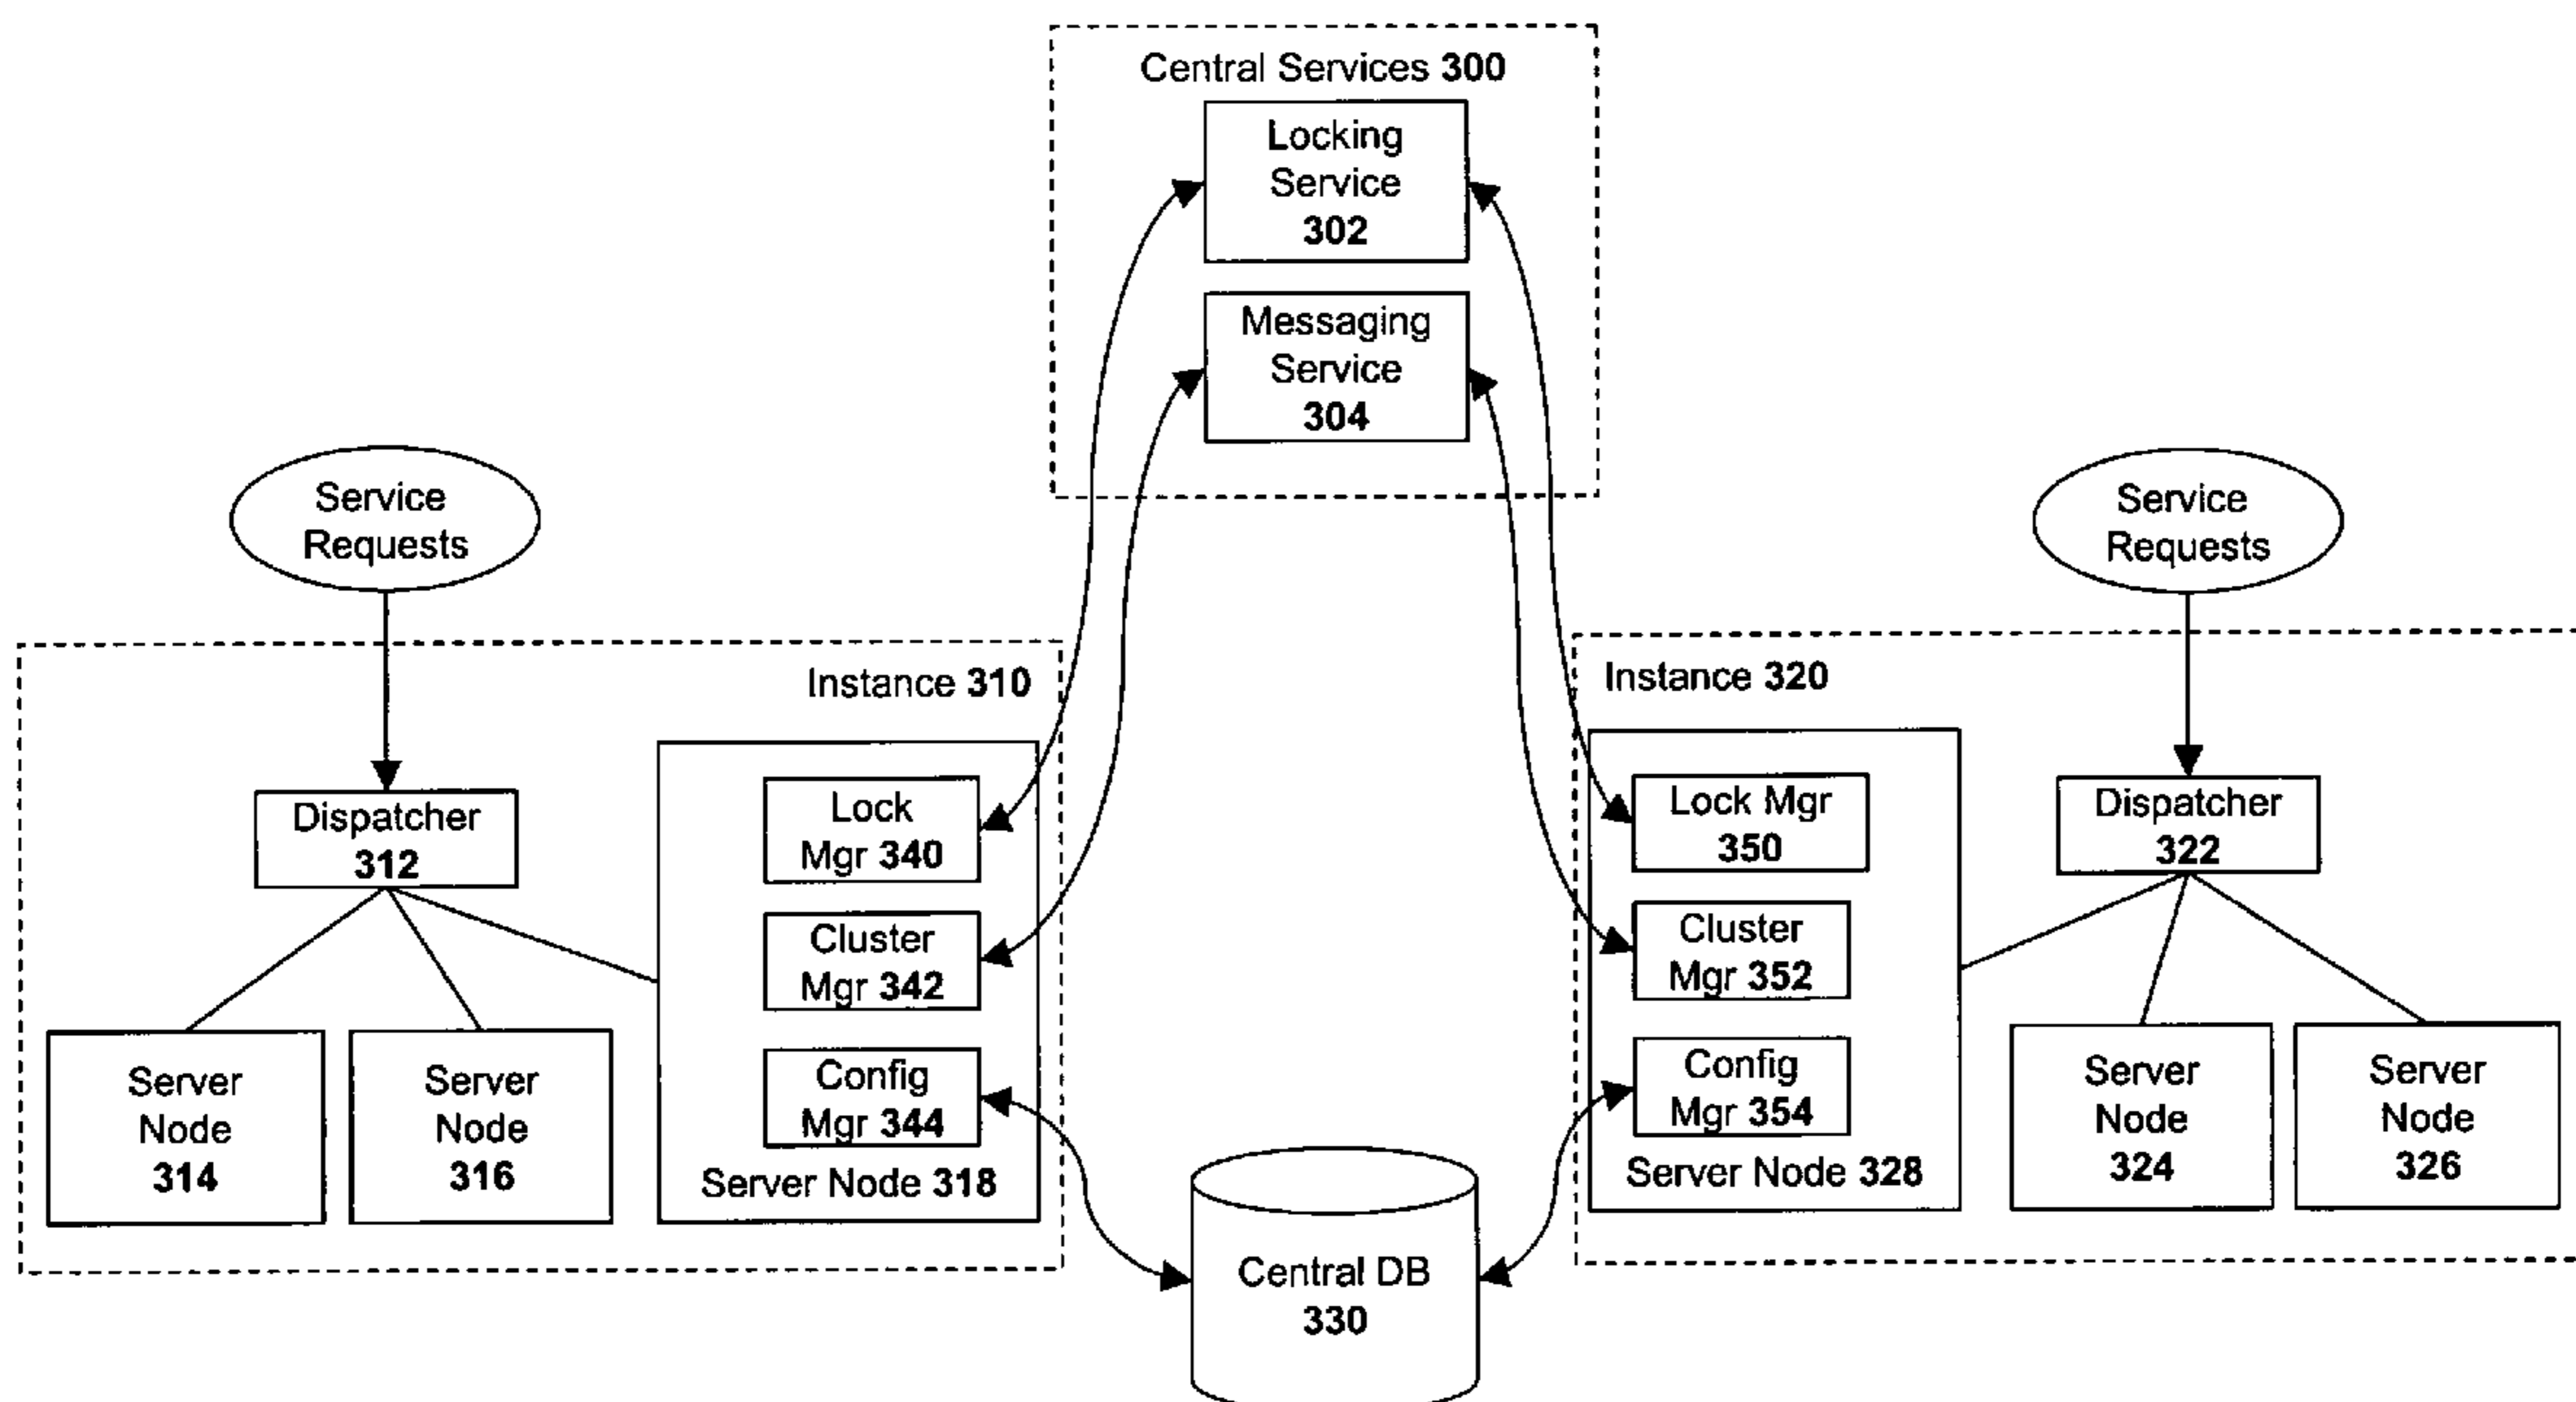 Central Services 300
Locking
Service
302
Messaging
Service
304
Service
Requests
Service
Requests
Instance 310
Dispatcher
312
Lock
Mgr 340
Cluster
Mgr 342
Config
Mgr 344
Server Node 318
Server
Node
314
Server
Node
316
Instance 320
Lock Mgr
350
Cluster
Mgr 352
Config
Mgr 354
Server Node 328
Dispatcher
322
Server
Node
324
Server
Node
326
Central DB
330